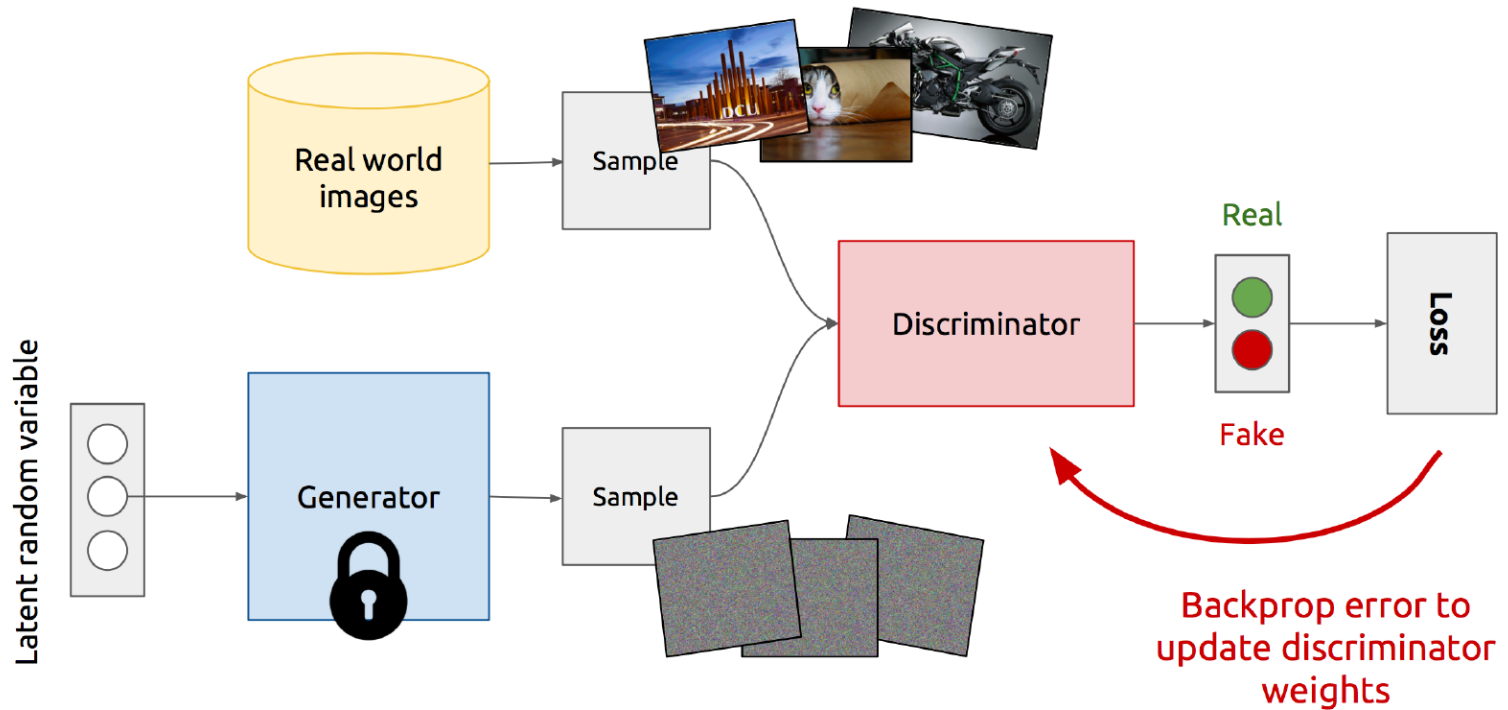 Real world
images
Sample
DCU
Real
Discriminator
Loss
Fake
Latent random variable
Generator
Sample
Backprop error to
update discriminator
weights